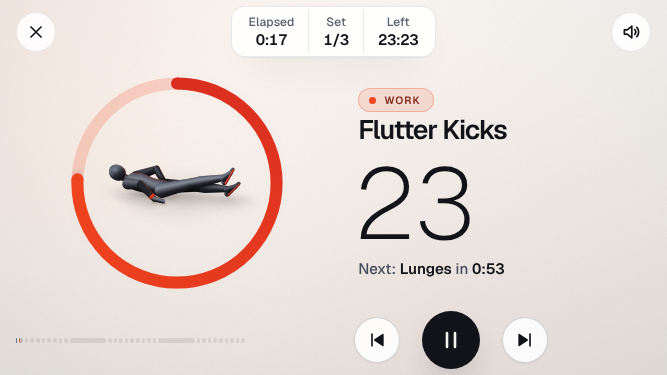 Elapsed
0:17
Set
1/3
Left
23:23
WORK
Flutter Kicks
23
Next: Lunges in 0:53